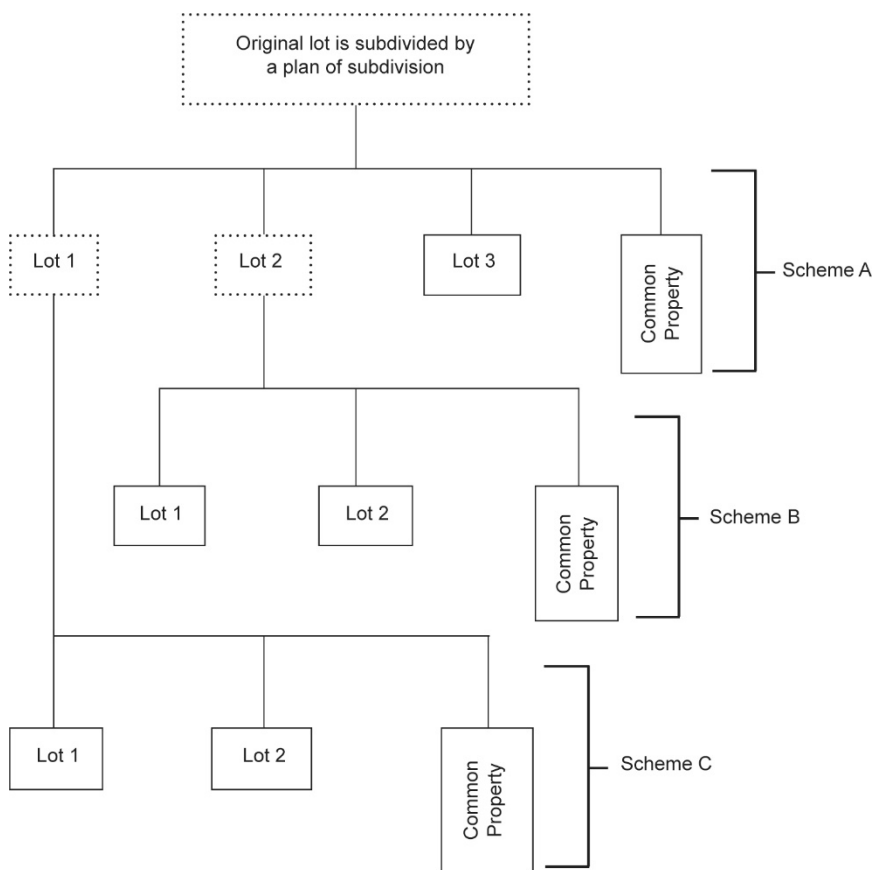 Original lot is subdivided by
a plan of subdivision
Lot 1
Lot 2
Lot 3
Common
Property
Scheme A
Lot 1
Lot 2
Common
Property
Scheme B
Lot 1
Lot 2
Common
Property
Scheme C